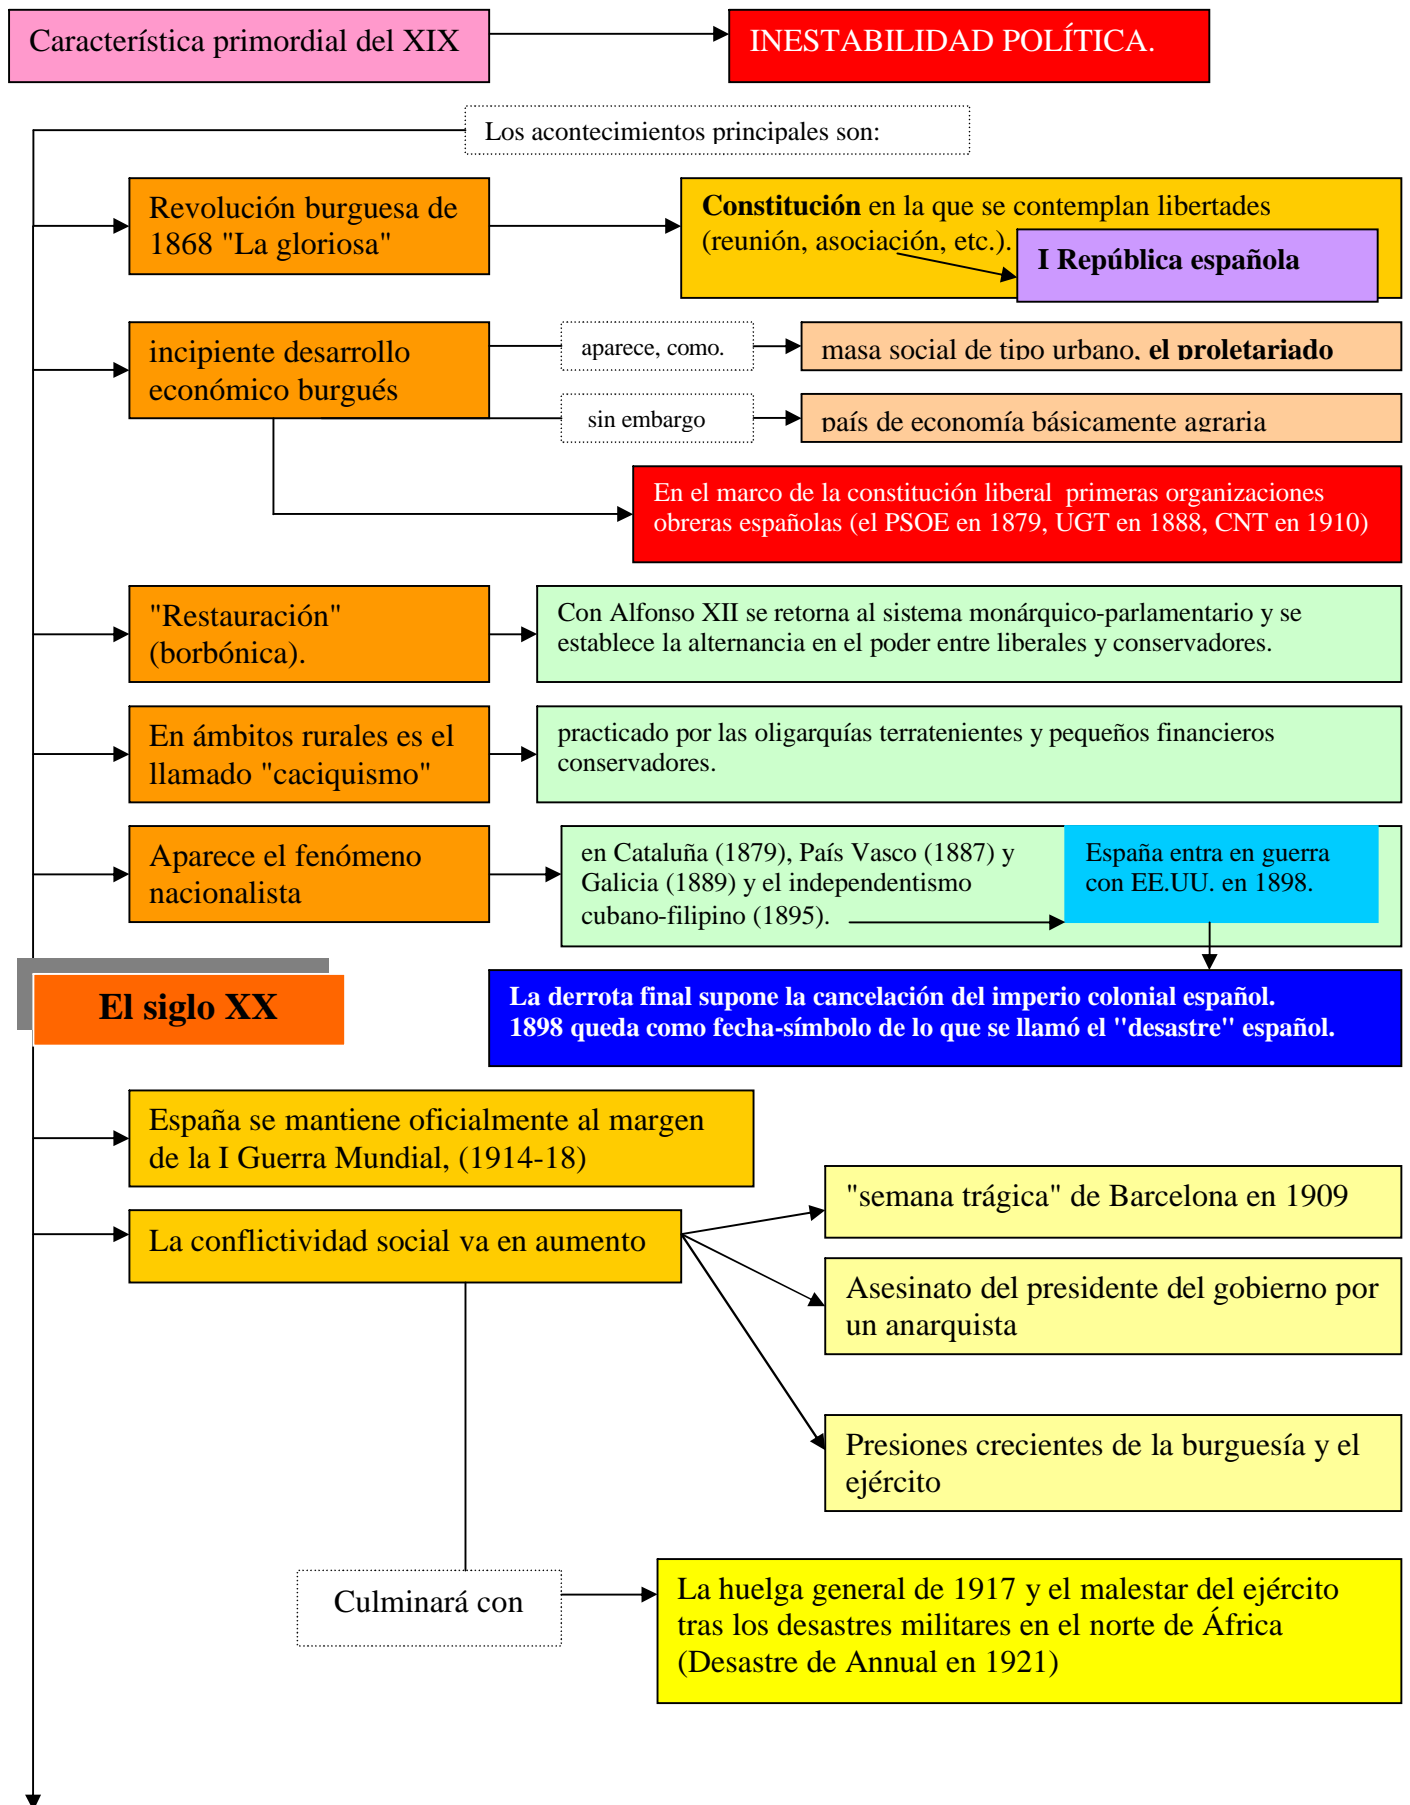 Característica primordial del XIX
INESTABILIDAD POLÍTICA.
Los acontecimientos principales son:
Revolución burguesa de
1868 "La gloriosa"
Constitución en la que se contemplan libertades
(reunión, asociación, etc.).
I República española
incipiente desarrollo
económico burgués
aparece, como.
masa social de tipo urbano, el proletariado
sin embargo
país de economía básicamente agraria
En el marco de la constitución liberal  primeras organizaciones
obreras españolas (el PSOE en 1879, UGT en 1888, CNT en 1910)
"Restauración"
(borbónica).
Con Alfonso XII se retorna al sistema monárquico-parlamentario y se
establece la alternancia en el poder entre liberales y conservadores.
En ámbitos rurales es el
llamado "caciquismo"
practicado por las oligarquías terratenientes y pequeños financieros
conservadores.
Aparece el fenómeno
nacionalista
en Cataluña (1879), País Vasco (1887) y
Galicia (1889) y el independentismo
cubano-filipino (1895).
España entra en guerra
con EE.UU. en 1898.
El siglo XX
La derrota final supone la cancelación del imperio colonial español.
1898 queda como fecha-símbolo de lo que se llamó el "desastre" español.
España se mantiene oficialmente al margen
de la I Guerra Mundial, (1914-18)
La conflictividad social va en aumento
"semana trágica" de Barcelona en 1909
Asesinato del presidente del gobierno por
un anarquista
Presiones crecientes de la burguesía y el
ejército
Culminará con
La huelga general de 1917 y el malestar del ejército
tras los desastres militares en el norte de África
(Desastre de Annual en 1921)